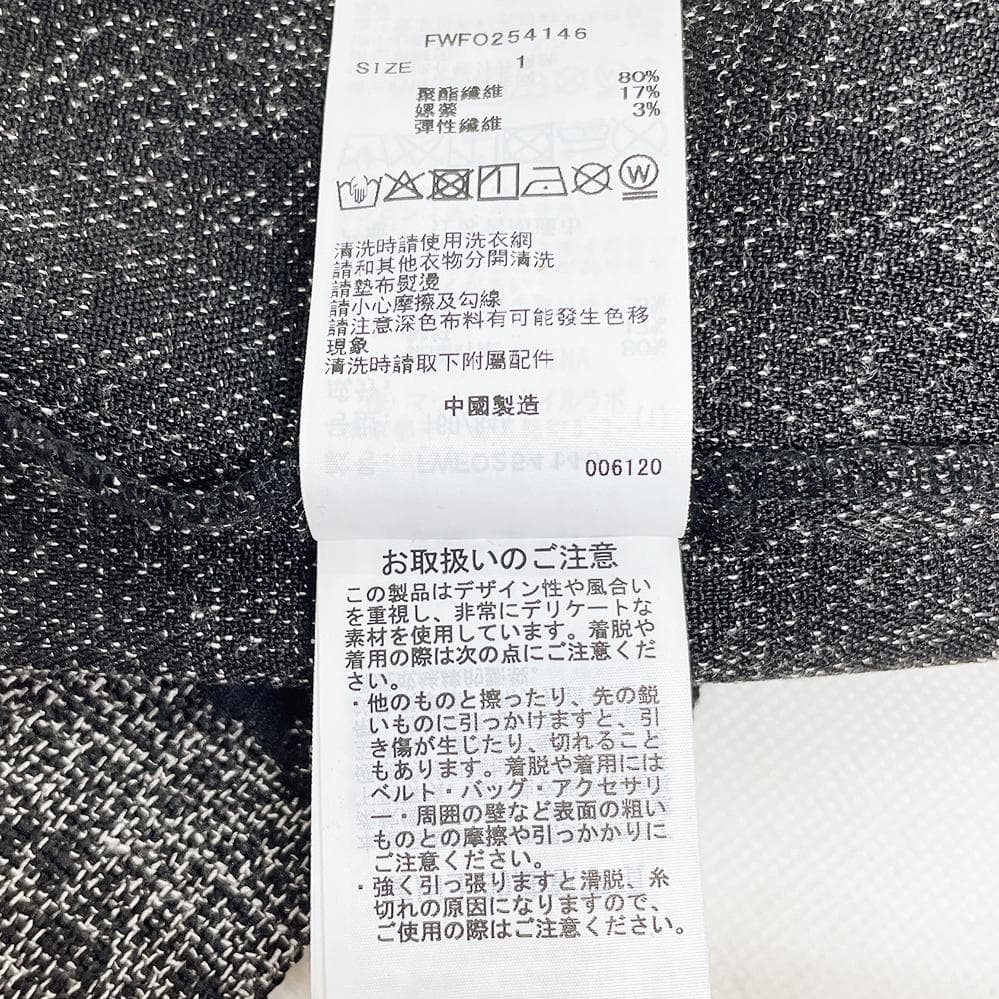 FWFO254146
SIZE 1
80%
聚酯纖維 17%
嫘縈 3%
彈性纖維
W
清洗時請使用洗衣網
請和其他衣物分開清洗
請墊布熨燙
請小心摩擦及勾線
請注意深色布料有可能發生色移
現象
清洗時請取下附屬配件
中國製造
006120
お取扱いのご注意
この製品はデザイン性や風合い
を重視し、非常にデリケートな
素材を使用しています。着脱や
着用の際は次の点にご注意くだ
さい。
・他のものと擦ったり、先の鋭
いものに引っかけますと、引
き傷が生じたり、切れること
もあります。着脱や着用には
ベルト・バッグ・アクセサリ
ー・周囲の壁など表面の粗い
ものとの摩擦や引っかかりに
ご注意ください。
・強く引っ張りますと滑脱、糸
切れの原因になりますので、
ご使用の際はご注意ください。